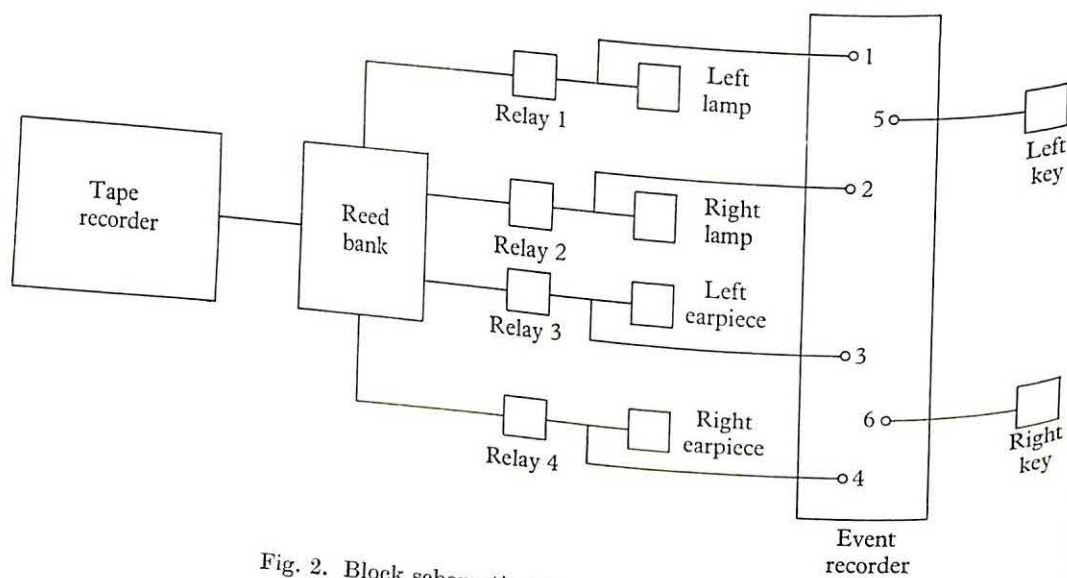 Tape
recorder
Reed
bank
Relay 1
Left
lamp
Relay 2
Right
lamp
Relay 3
Left
earpiece
Relay 4
Right
earpiece
1
5
2
3
6
4
Left
key
Right
key
Event
recorder
Fig. 2. Block